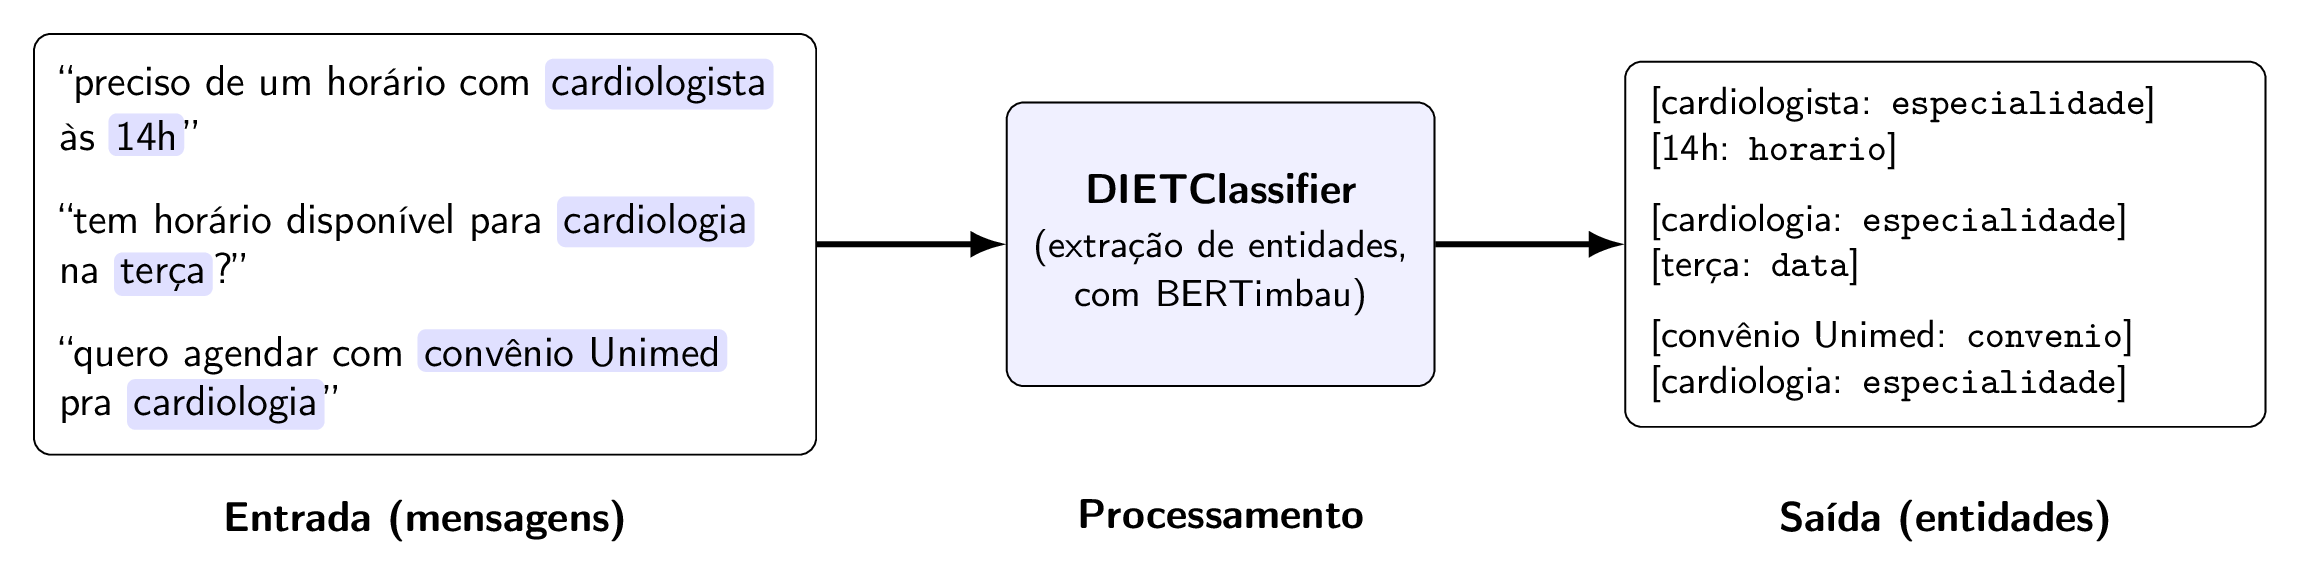 “preciso de um horário com cardiologista
às 14h”
“tem horário disponível para cardiologia
na terça?”
“quero agendar com convênio Unimed
pra cardiologia”
Entrada (mensagens)
DIETClassifier
(extração de entidades,
com BERTimbau)
Processamento
[cardiologista: especialidade]
[14h: horario]
[cardiologia: especialidade]
[terça: data]
[convênio Unimed: convenio]
[cardiologia: especialidade]
Saída (entidades)